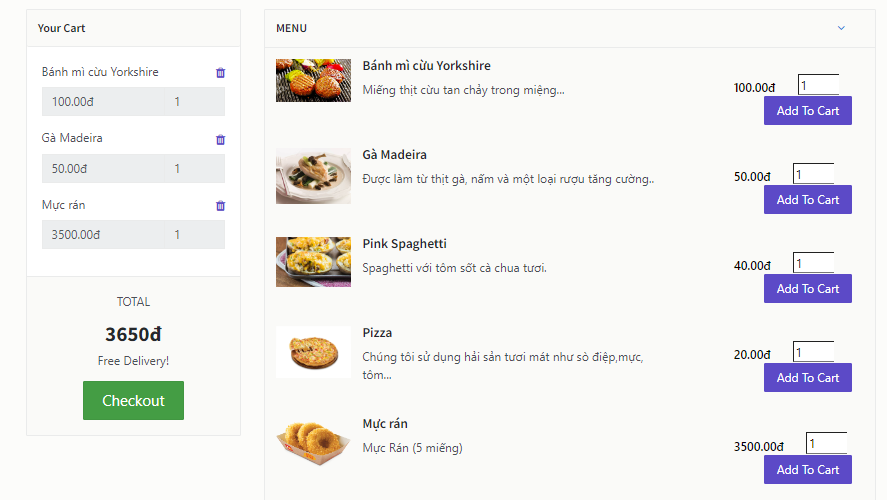 Your Cart
Bánh mì cừu Yorkshire
100.00đ 1
Gà Madeira
50.00đ 1
Mực rán
3500.00đ 1
TOTAL
3650đ
Free Delivery!
Checkout
MENU
Bánh mì cừu Yorkshire
Miếng thịt cừu tan chảy trong miệng...
100.00đ 1
Add To Cart
Gà Madeira
Được làm từ thịt gà, nấm và một loại rượu tăng cường..
50.00đ 1
Add To Cart
Pink Spaghetti
Spaghetti với tôm sốt cà chua tươi.
40.00đ 1
Add To Cart
Pizza
Chúng tôi sử dụng hải sản tươi mát như sò điệp,mực,
tôm...
20.00đ 1
Add To Cart
Mực rán
Mực Rán (5 miếng)
3500.00đ 1
Add To Cart